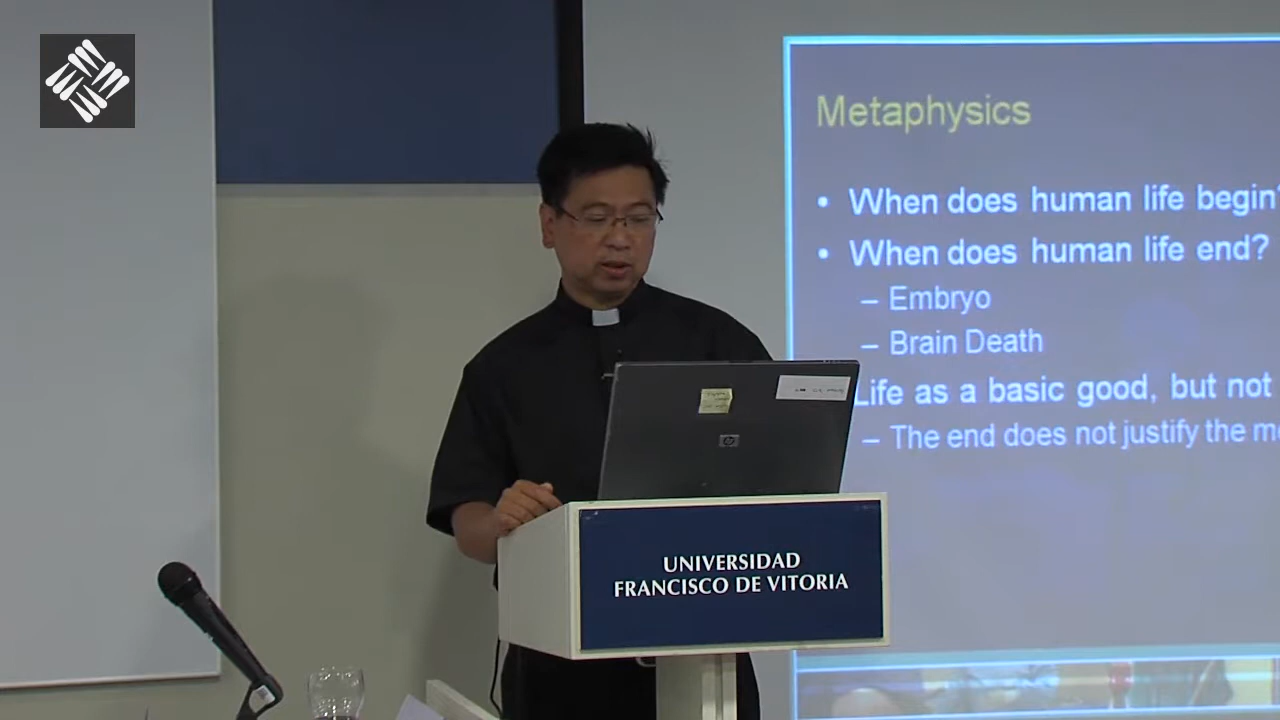 Metaphysics
• When does human life begin?
• When does human life end?
– Embryo
– Brain Death
Life as a basic good, but not
– The end does not justify the
hp
UNIVERSIDAD
FRANCISCO DE VITORIA